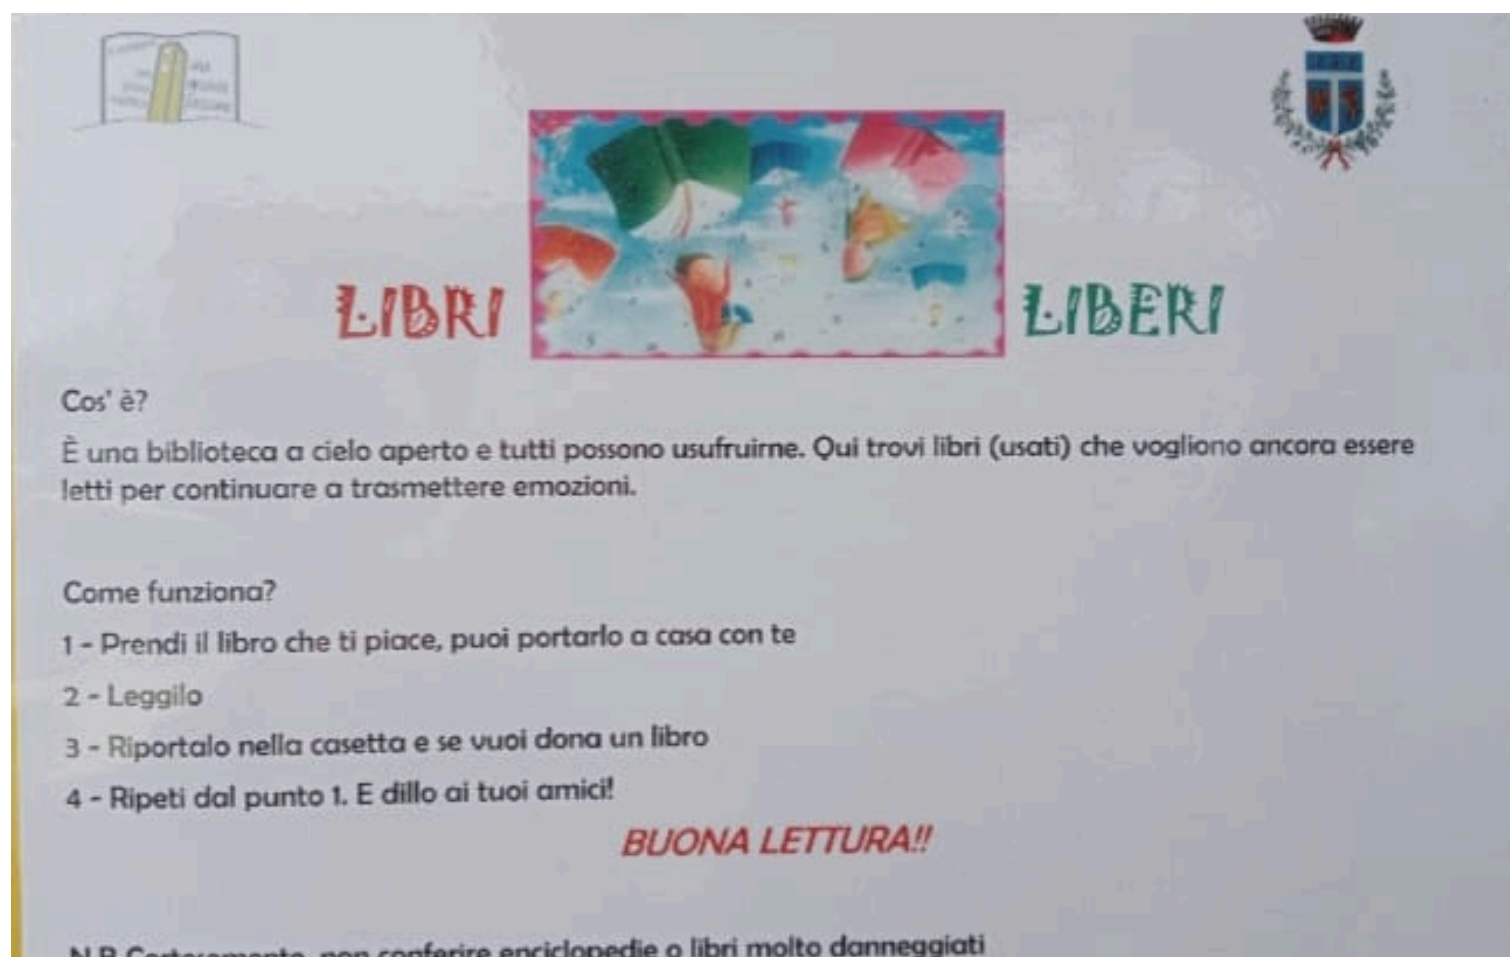 LIBRI LIBERI
Cos' è?
È una biblioteca a cielo aperto e tutti possono usufruirne. Qui trovi libri (usati) che vogliono ancora essere
letti per continuare a trasmettere emozioni.
Come funziona?
1 - Prendi il libro che ti piace, puoi portarlo a casa con te
2 - Leggilo
3 - Riportalo nella casetta e se vuoi dona un libro
4 - Ripeti dal punto 1. E dillo ai tuoi amici!
BUONA LETTURA!!
N.B Cortesemente, non conferire enciclopedie o libri molto danneggiati